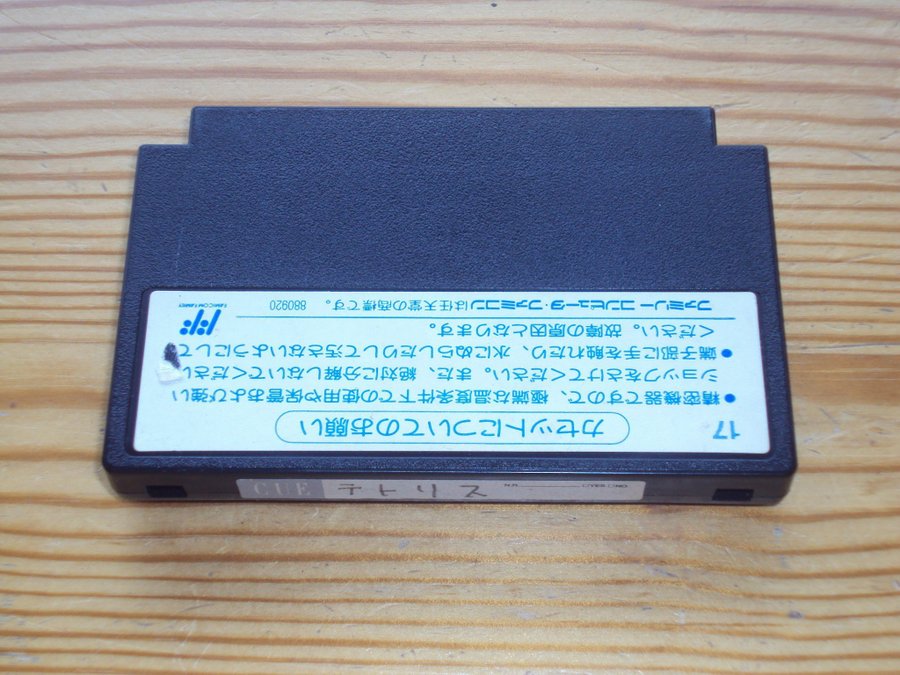 17 カセットについてのお願い
●精密機器ですので、極端な温度条件下での使用や保管および強い
ショックをさけてください。また、絶対に分解しないでください。
●端子部に手を触れたり、水にぬらしたりして汚さないようにして
ください。故障の原因となります。
ファミリーコンピュータ・ファミコンは任天堂の商標です。 880920
FAMICOM FAMILY
CUE